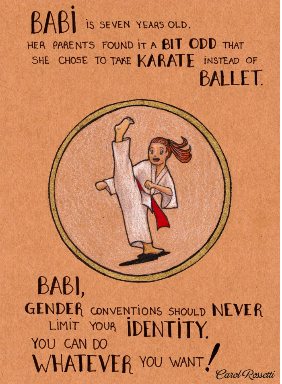 BABi IS SEVEN YEARS OLD.
HER PARENTS FOUND iT A BIT ODD THAT
SHE CHOSE TO TAKE KARATE INSTEAD OF
BALLET.
BABI,
GENDER CONVENTIONS SHOULD NEVER
LIMIT YOUR iDENTiTY.
YOU CAN DO
WHATEVER YOU WANT!
Carol Rossetti